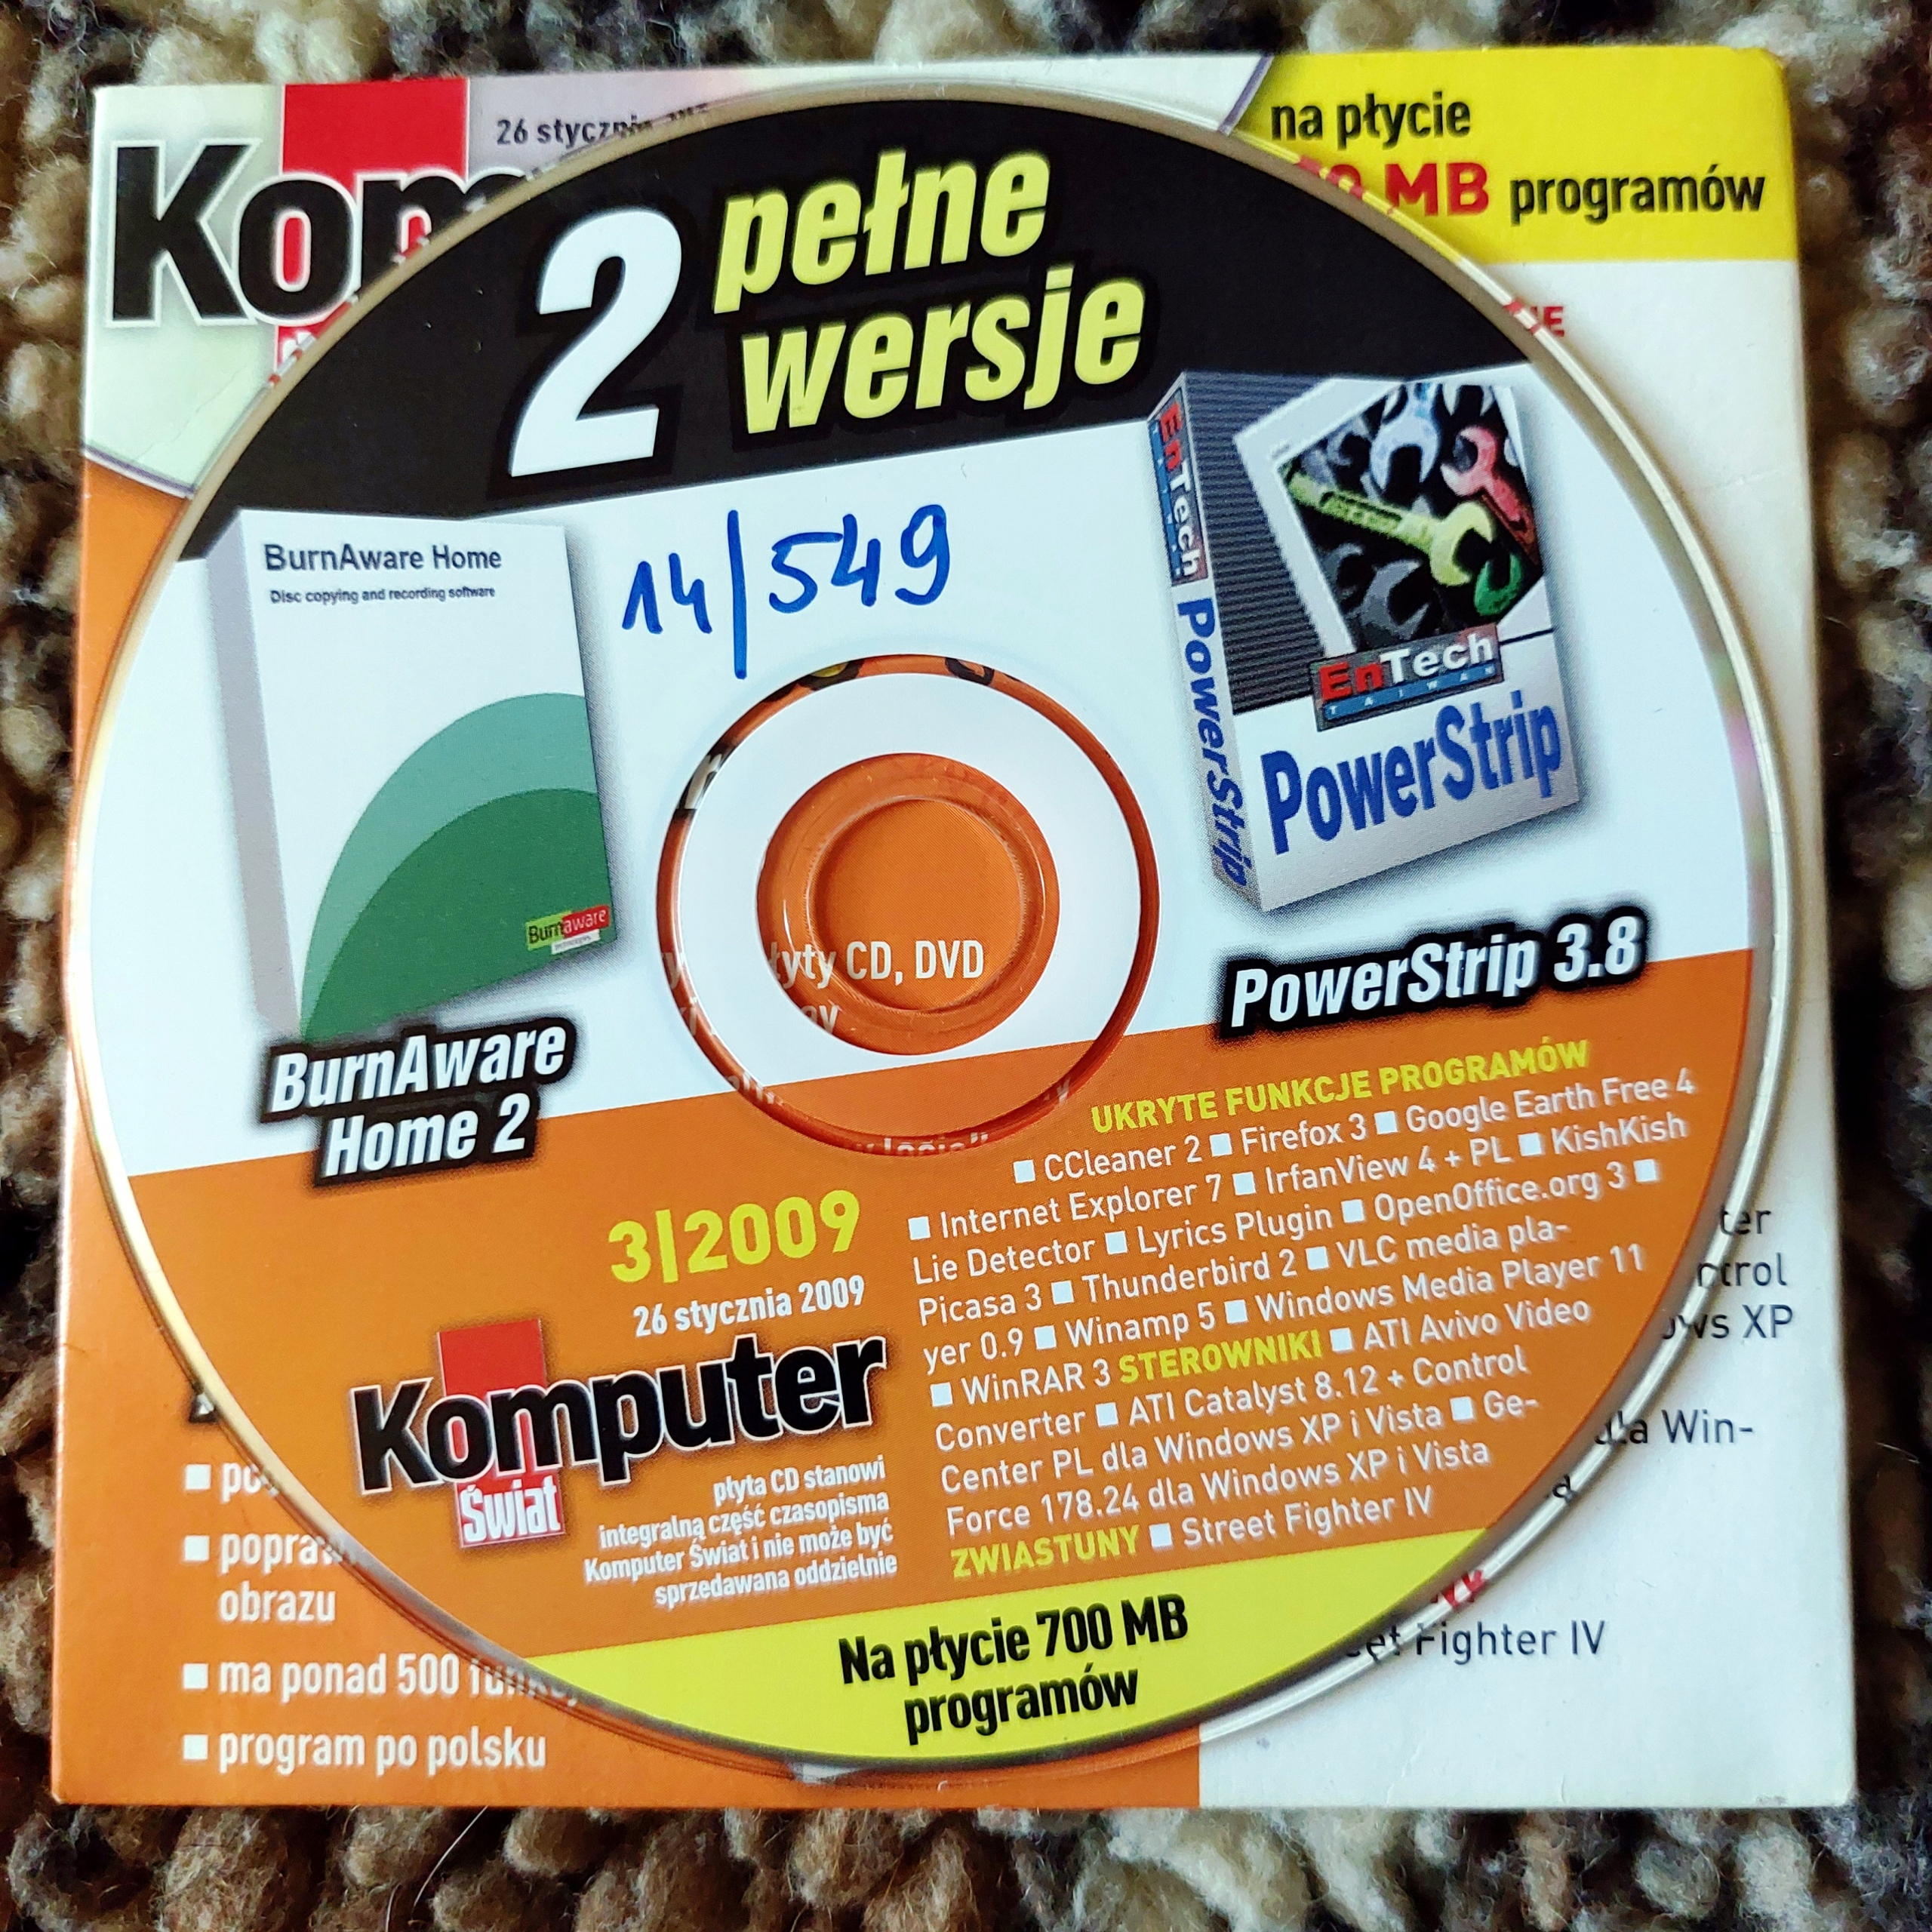 26 stycznia
na płycie
MB programów
Kom
2 pełne
wersje
BurnAware Home
Disc copying and recording software
14/549
EnTech
PowerStrip
EnTech
TAIWAN
PowerStrip
Burnaware
CD, DVD
BurnAware
Home 2
PowerStrip 3.8
UKRYTE FUNKCJE PROGRAMÓW
■ CCleaner 2 ■ Firefox 3 ■ Google Earth Free 4
■ Internet Explorer 7 ■ IrfanView 4 + PL ■ KishKish
Lie Detector ■ Lyrics Plugin ■ OpenOffice.org 3 ■
Picasa 3 ■ Thunderbird 2 ■ VLC media pla-
yer 0.9 ■ Winamp 5 ■ Windows Media Player 11
■ WinRAR 3 STEROWNIKI ■ ATI Avivo Video
Converter ■ ATI Catalyst 8.12 + Control
Center PL dla Windows XP i Vista ■ Ge-
Force 178.24 dla Windows XP i Vista
ZWIASTUNY ■ Street Fighter IV
3|2009
26 stycznia 2009
Komputer
Świat
płyta CD stanowi
integralną część czasopisma
Komputer Świat i nie może być
sprzedawana oddzielnie
Na płycie 700 MB
programów
■ popra
obrazu
■ ma ponad 500
■ program po polsku
XP
dla Win-
Fighter IV